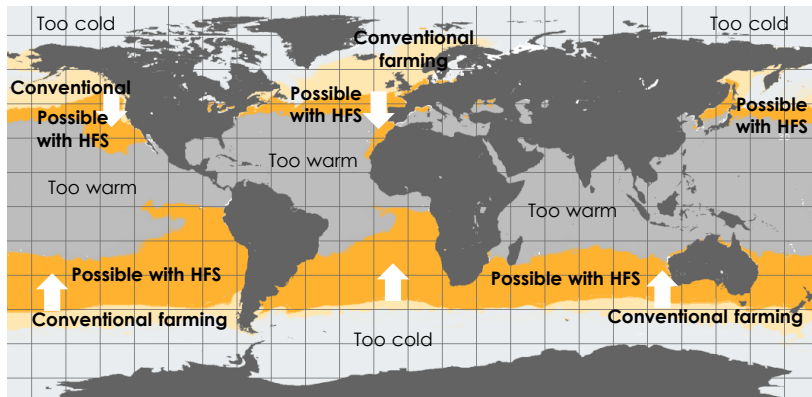 Too cold
Too cold
Conventional
farming
Conventional
Possible
with HFS
Possible
with HFS
Possible
with HFS
Too warm
Too warm
Too warm
Possible with HFS
Possible with HFS
Conventional farming
Conventional farming
Too cold